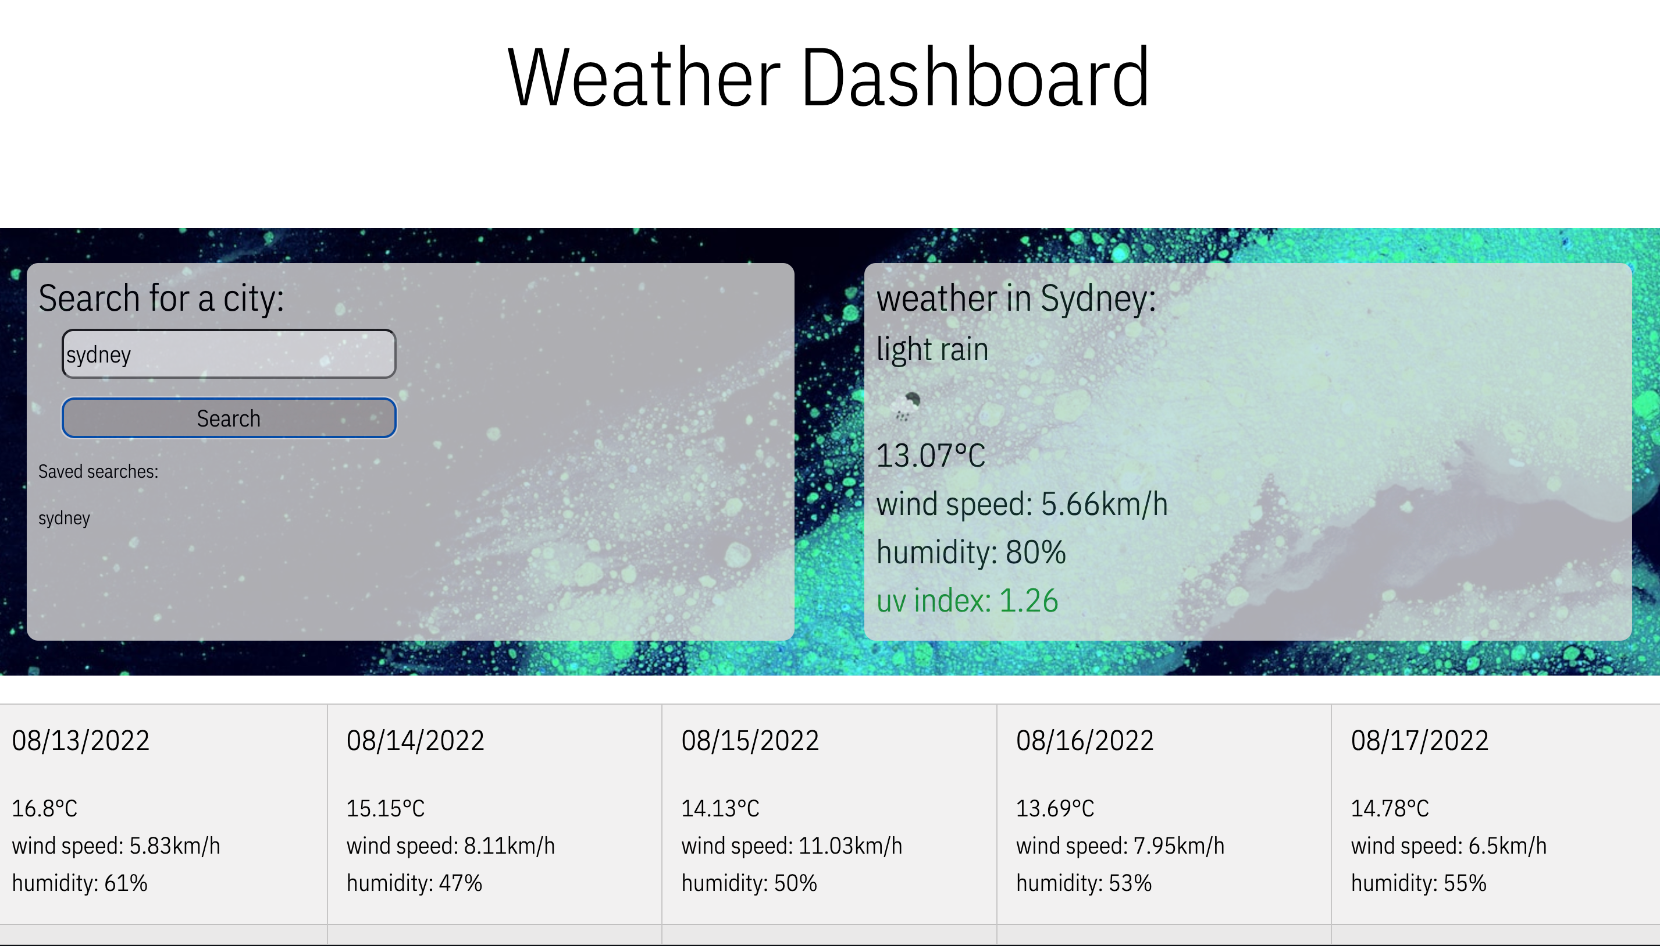 Weather Dashboard
Search for a city:
sydney
Search
Saved searches:
sydney
weather in Sydney:
light rain
13.07°C
wind speed: 5.66km/h
humidity: 80%
uv index: 1.26
08/13/2022
16.8°C
wind speed: 5.83km/h
humidity: 61%
08/14/2022
15.15°C
wind speed: 8.11km/h
humidity: 47%
08/15/2022
14.13°C
wind speed: 11.03km/h
humidity: 50%
08/16/2022
13.69°C
wind speed: 7.95km/h
humidity: 53%
08/17/2022
14.78°C
wind speed: 6.5km/h
humidity: 55%